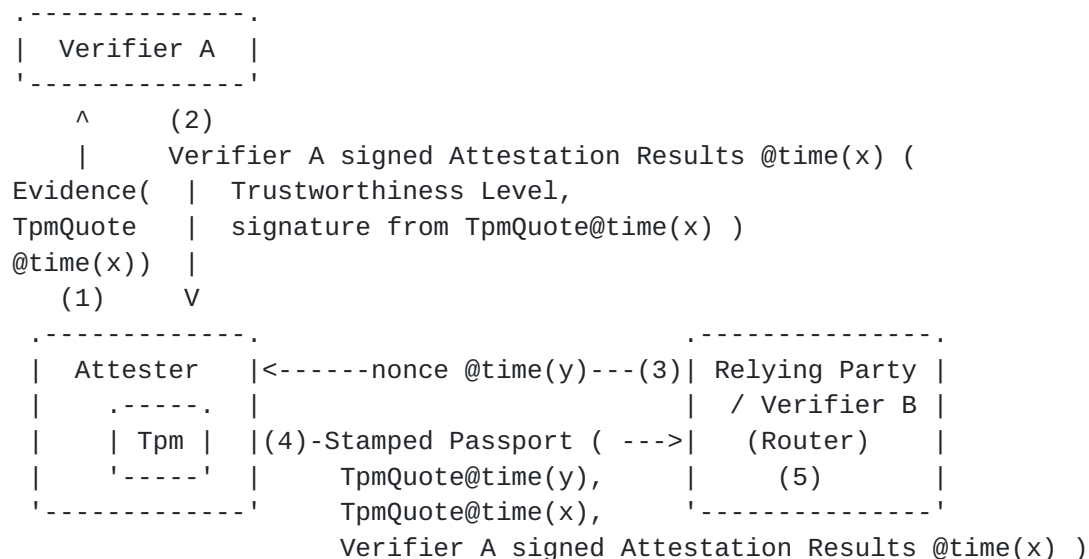 .--------------.
|  Verifier A  |
'--------------'
    ^     (2)
    |     Verifier A signed Attestation Results @time(x) (
Evidence(  |  Trustworthiness Level,
TpmQuote   |  signature from TpmQuote@time(x) )
@time(x))  |
   (1)     V
 .-------------.                          .---------------.
 |  Attester   |<------nonce @time(y)---(3)| Relying Party |
 |    .-----.  |                          |  / Verifier B |
 |    | Tpm |  |(4)-Stamped Passport ( --->|   (Router)    |
 |    '-----'  |     TpmQuote@time(y),    |     (5)       |
 '-------------'     TpmQuote@time(x),    '---------------'
                     Verifier A signed Attestation Results @time(x) )